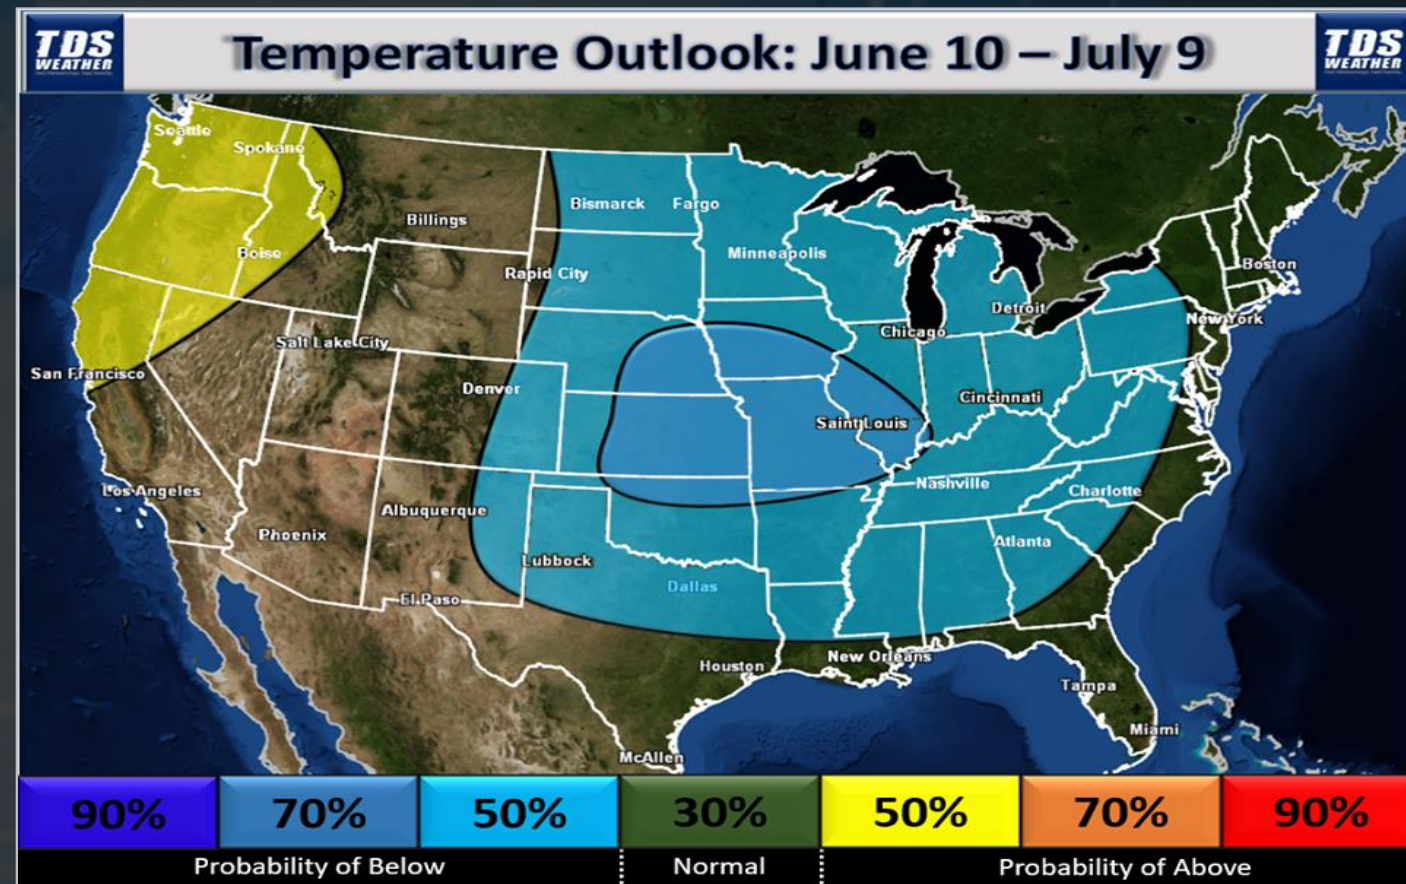 TDS
WEATHER
Temperature Outlook: June 10 – July 9
TDS
WEATHER
Seattle
Spokane
Billings
Bismarck
Fargo
Boise
Minneapolis
Rapid City
Boston
Detroit
New York
Chicago
Salt Lake City
San Francisco
Denver
Cincinnati
Saint Louis
Nashville
Charlotte
Los Angeles
Albuquerque
Phoenix
Atlanta
Lubbock
Dallas
El Paso
New Orleans
Houston
Tampa
Miami
McAllen
90% 70% 50% 30% 50% 70% 90%
Probability of Below Normal Probability of Above